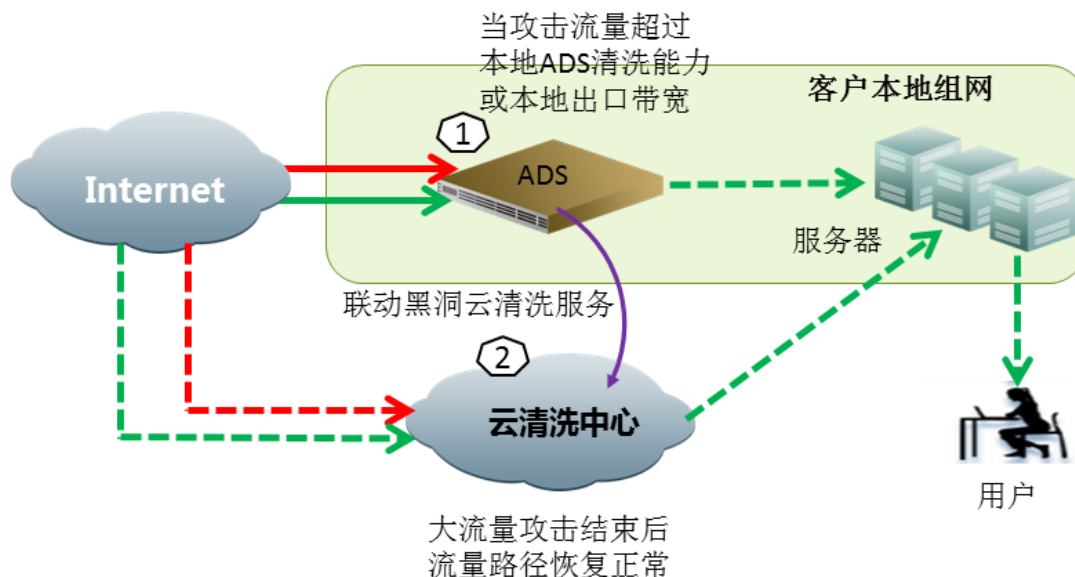 当攻击流量超过
本地ADS清洗能力
或本地出口带宽
客户本地组网
1
Internet
ADS
服务器
联动黑洞云清洗服务
2
云清洗中心
用户
大流量攻击结束后
流量路径恢复正常